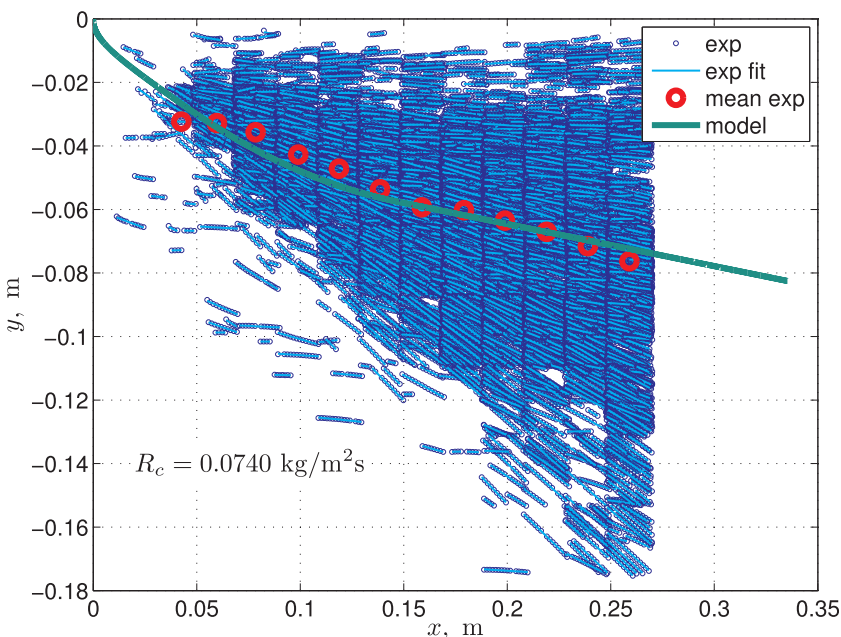 0
−0.02
−0.04
−0.06
−0.08
−0.1
−0.12
−0.14
−0.16
−0.18
y, m
exp
exp fit
mean exp
model
R_c = 0.0740 kg/m²s
0 0.05 0.1 0.15 0.2 0.25 0.3 0.35
x, m